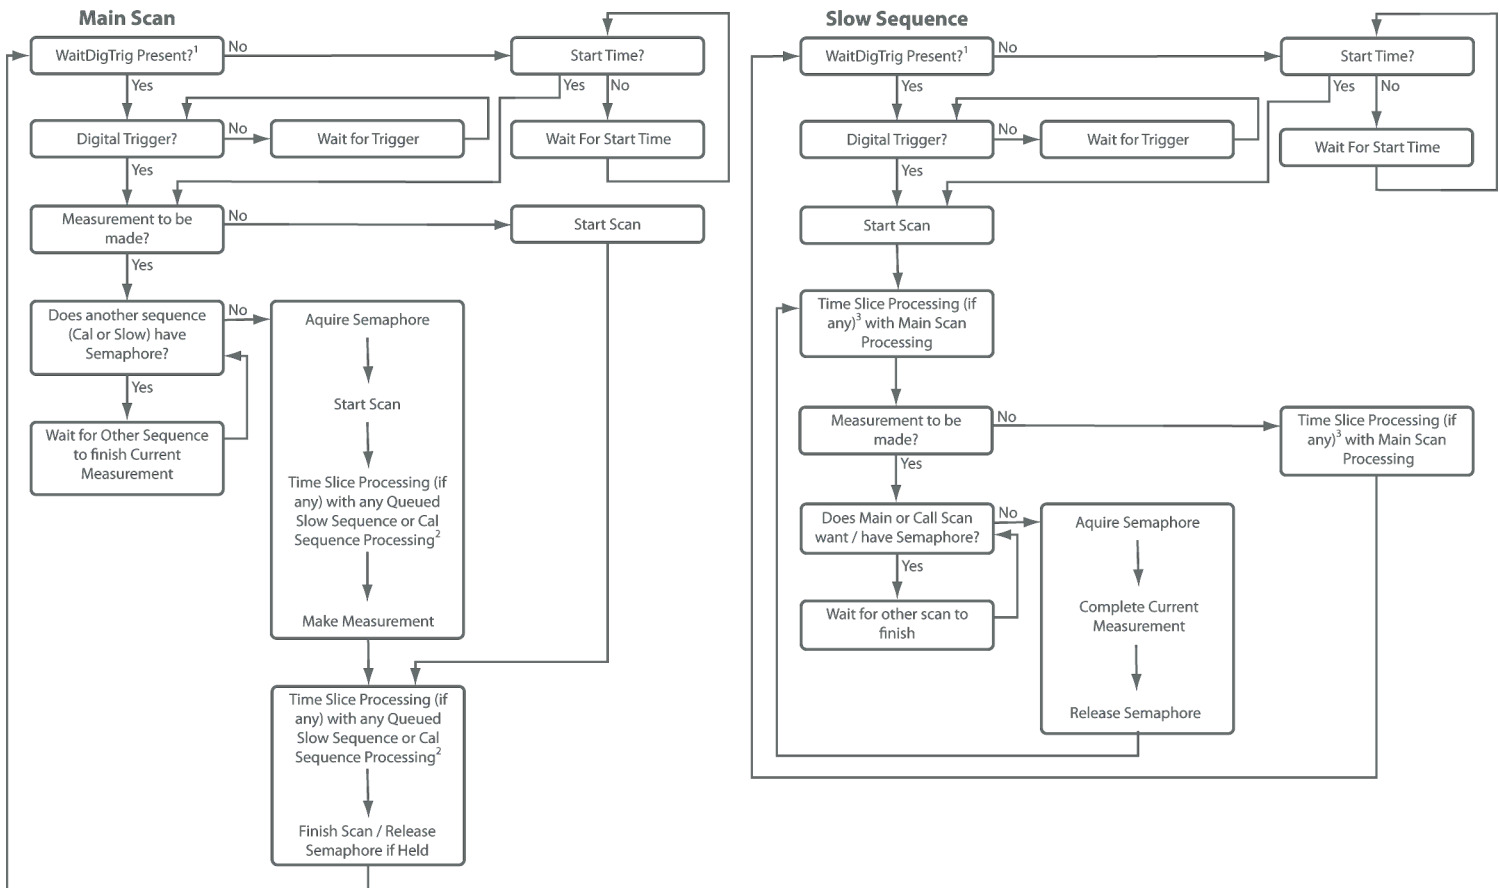 Main Scan
WaitDigTrig Present?¹
No
Start Time?
Yes
Yes
No
Digital Trigger?
No
Wait for Trigger
Wait For Start Time
Yes
Measurement to be
made?
No
Start Scan
Yes
Does another sequence
(Cal or Slow) have
Semaphore?
No
Yes
Wait for Other Sequence
to finish Current
Measurement
Aquire Semaphore
Start Scan
Time Slice Processing (if
any) with any Queued
Slow Sequence or Cal
Sequence Processing²
Make Measurement
Time Slice Processing (if
any) with any Queued
Slow Sequence or Cal
Sequence Processing²
Finish Scan / Release
Semaphore if Held
Slow Sequence
WaitDigTrig Present?¹
No
Start Time?
Yes
Yes
No
Digital Trigger?
No
Wait for Trigger
Wait For Start Time
Yes
Start Scan
Time Slice Processing (if
any)³ with Main Scan
Processing
Measurement to be
made?
No
Time Slice Processing (if
any)³ with Main Scan
Processing
Yes
Does Main or Call Scan
want / have Semaphore?
No
Yes
Wait for other scan to
finish
Aquire Semaphore
Complete Current
Measurement
Release Semaphore